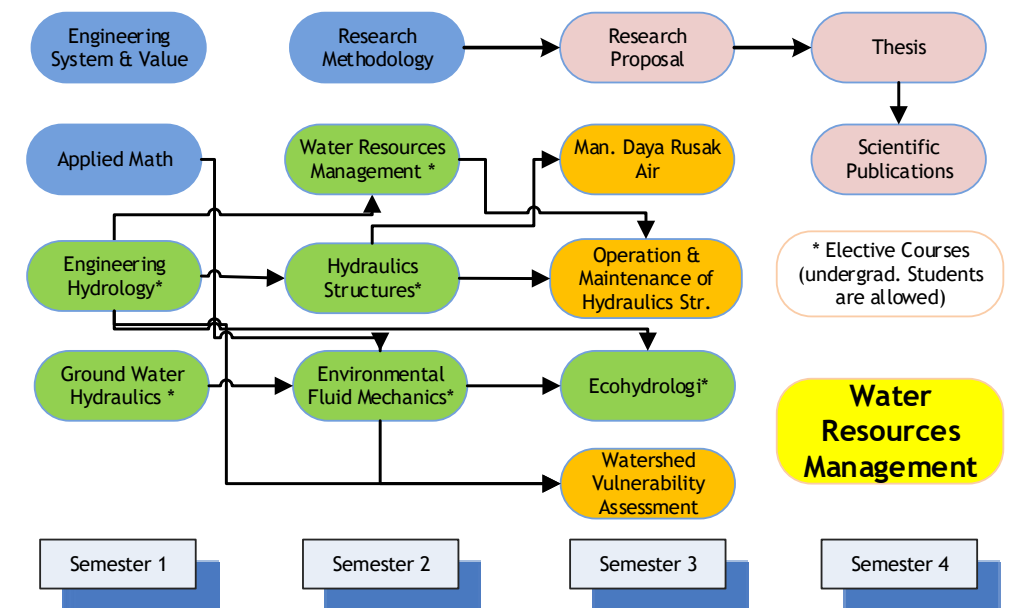 Engineering
System & Value
Research
Methodology
Research
Proposal
Thesis
Applied Math
Water Resources
Management *
Man. Daya Rusak
Air
Scientific
Publications
Engineering
Hydrology*
Hydraulics
Structures*
Operation &
Maintenance of
Hydraulics Str.
* Elective Courses
(undergrad. Students
are allowed)
Ground Water
Hydraulics *
Environmental
Fluid Mechanics*
Ecohydrologi*
Water
Resources
Management
Watershed
Vulnerability
Assessment
Semester 1
Semester 2
Semester 3
Semester 4